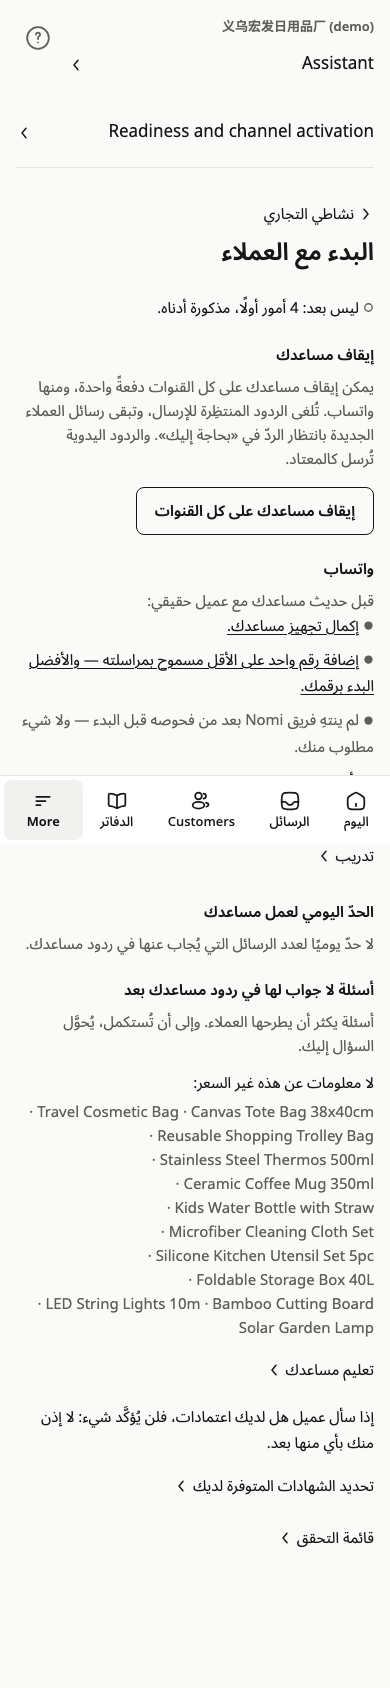 义乌宏发日用品厂 (demo)
Assistant
Readiness and channel activation
نشاطي التجاري
البدء مع العملاء
ليس بعد: 4 أمور أولًا، مذكورة أدناه.
إيقاف مساعدك
يمكن إيقاف مساعدك على كل القنوات دفعةً واحدة، ومنها
واتساب. تُلغى الردود المنتظِرة للإرسال، وتبقى رسائل العملاء
الجديدة بانتظار الردّ في «بحاجة إليك». والردود اليدوية
تُرسل كالمعتاد.
إيقاف مساعدك على كل القنوات
واتساب
قبل حديث مساعدك مع عميل حقيقي:
إكمال تجهيز مساعدك.
إضافة رقم واحد على الأقل مسموح بمراسلته — والأفضل
البدء برقمك.
لم ينتهِ فريق Nomi بعد من فحوصه قبل البدء — ولا شيء
مطلوب منك.
اليوم
الرسائل
Customers
الدفاتر
More
تدريب
الحدّ اليومي لعمل مساعدك
لا حدّ يوميًا لعدد الرسائل التي يُجاب عنها في ردود مساعدك.
أسئلة لا جواب لها في ردود مساعدك بعد
أسئلة يكثر أن يطرحها العملاء. وإلى أن تُستكمل، يُحوَّل
السؤال إليك.
لا معلومات عن هذه غير السعر:
Travel Cosmetic Bag · Canvas Tote Bag 38x40cm ·
Reusable Shopping Trolley Bag ·
Stainless Steel Thermos 500ml ·
Ceramic Coffee Mug 350ml ·
Kids Water Bottle with Straw ·
Microfiber Cleaning Cloth Set ·
Silicone Kitchen Utensil Set 5pc ·
Foldable Storage Box 40L ·
LED String Lights 10m · Bamboo Cutting Board ·
Solar Garden Lamp
تعليم مساعدك
إذا سأل عميل هل لديك اعتمادات، فلن يُؤكَّد شيء: لا إذن
منك بأي منها بعد.
تحديد الشهادات المتوفرة لديك
قائمة التحقق